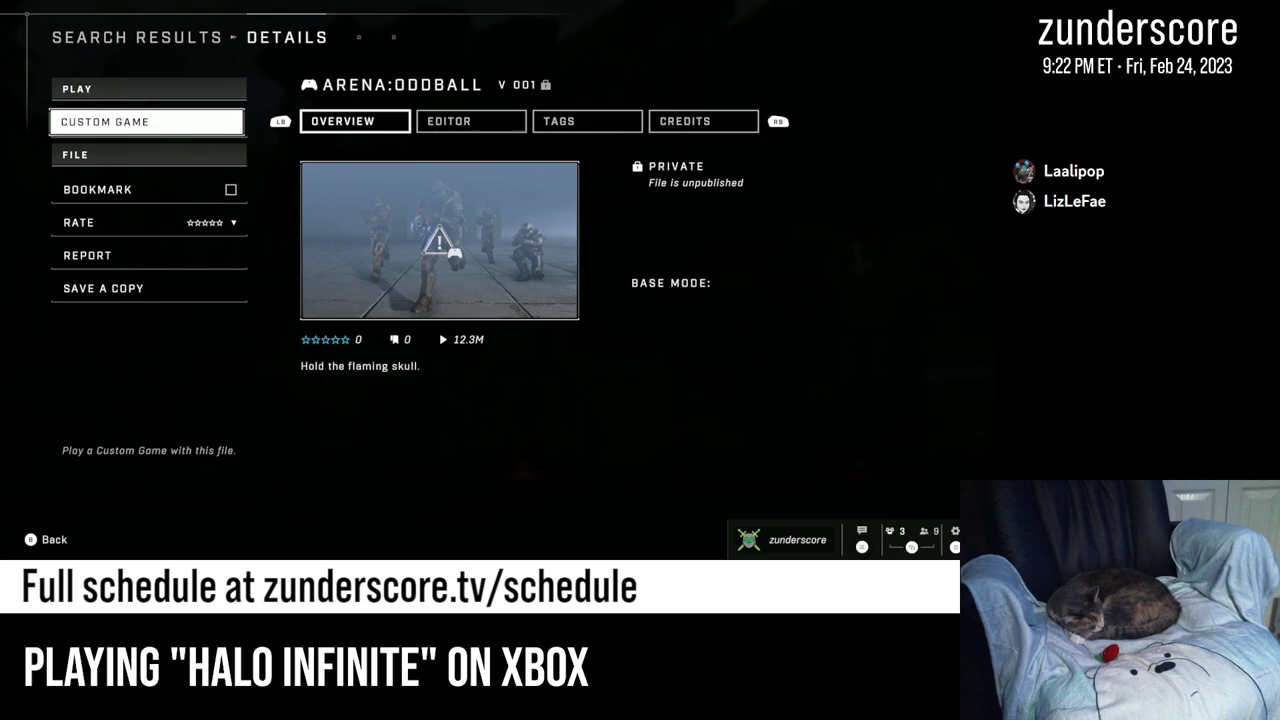 SEARCH RESULTS DETAILS
PLAY
CUSTOM GAME
FILE
BOOKMARK
RATE
REPORT
SAVE A COPY
Play a Custom Game with this file.
ARENA:ODDBALL V 001
LB OVERVIEW EDITOR TAGS CREDITS RB
PRIVATE
File is unpublished
BASE MODE:
0 0 12.3M
Hold the flaming skull.
B Back
zunderscore 3 9
zunderscore
9:22 PM ET · Fri, Feb 24, 2023
Laalipop
LizLeFae
Full schedule at zunderscore.tv/schedule
PLAYING "HALO INFINITE" ON XBOX